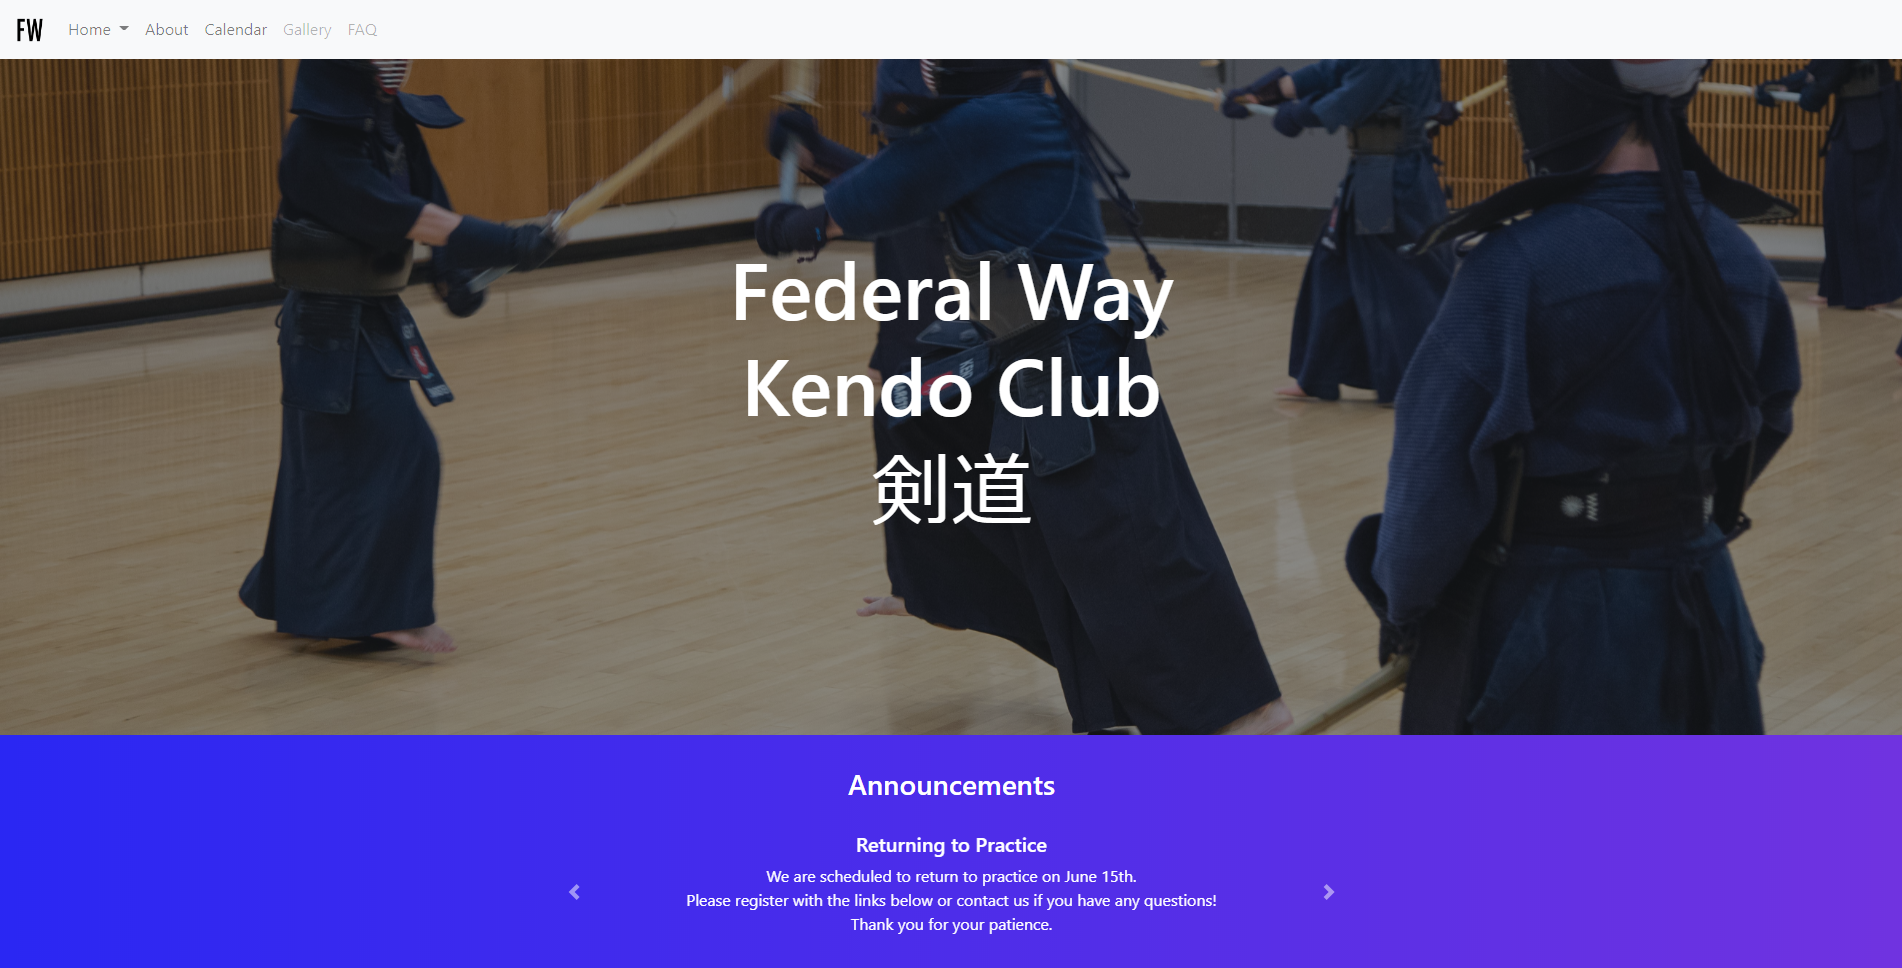 FW Home About Calendar Gallery FAQ
Federal Way
Kendo Club
剣道
Announcements
Returning to Practice
We are scheduled to return to practice on June 15th.
Please register with the links below or contact us if you have any questions!
Thank you for your patience.